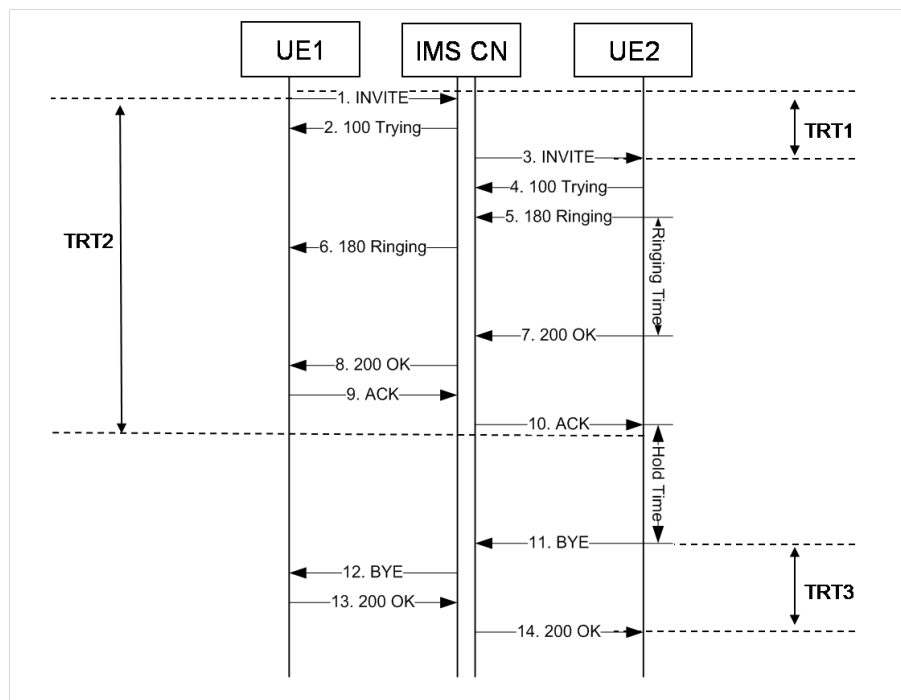 UE1
IMS CN
UE2
1. INVITE
2. 100 Trying
TRT1
3. INVITE
4. 100 Trying
5. 180 Ringing
TRT2
6. 180 Ringing
Ringing Time
7. 200 OK
8. 200 OK
9. ACK
10. ACK
Hold Time
11. BYE
12. BYE
13. 200 OK
TRT3
14. 200 OK